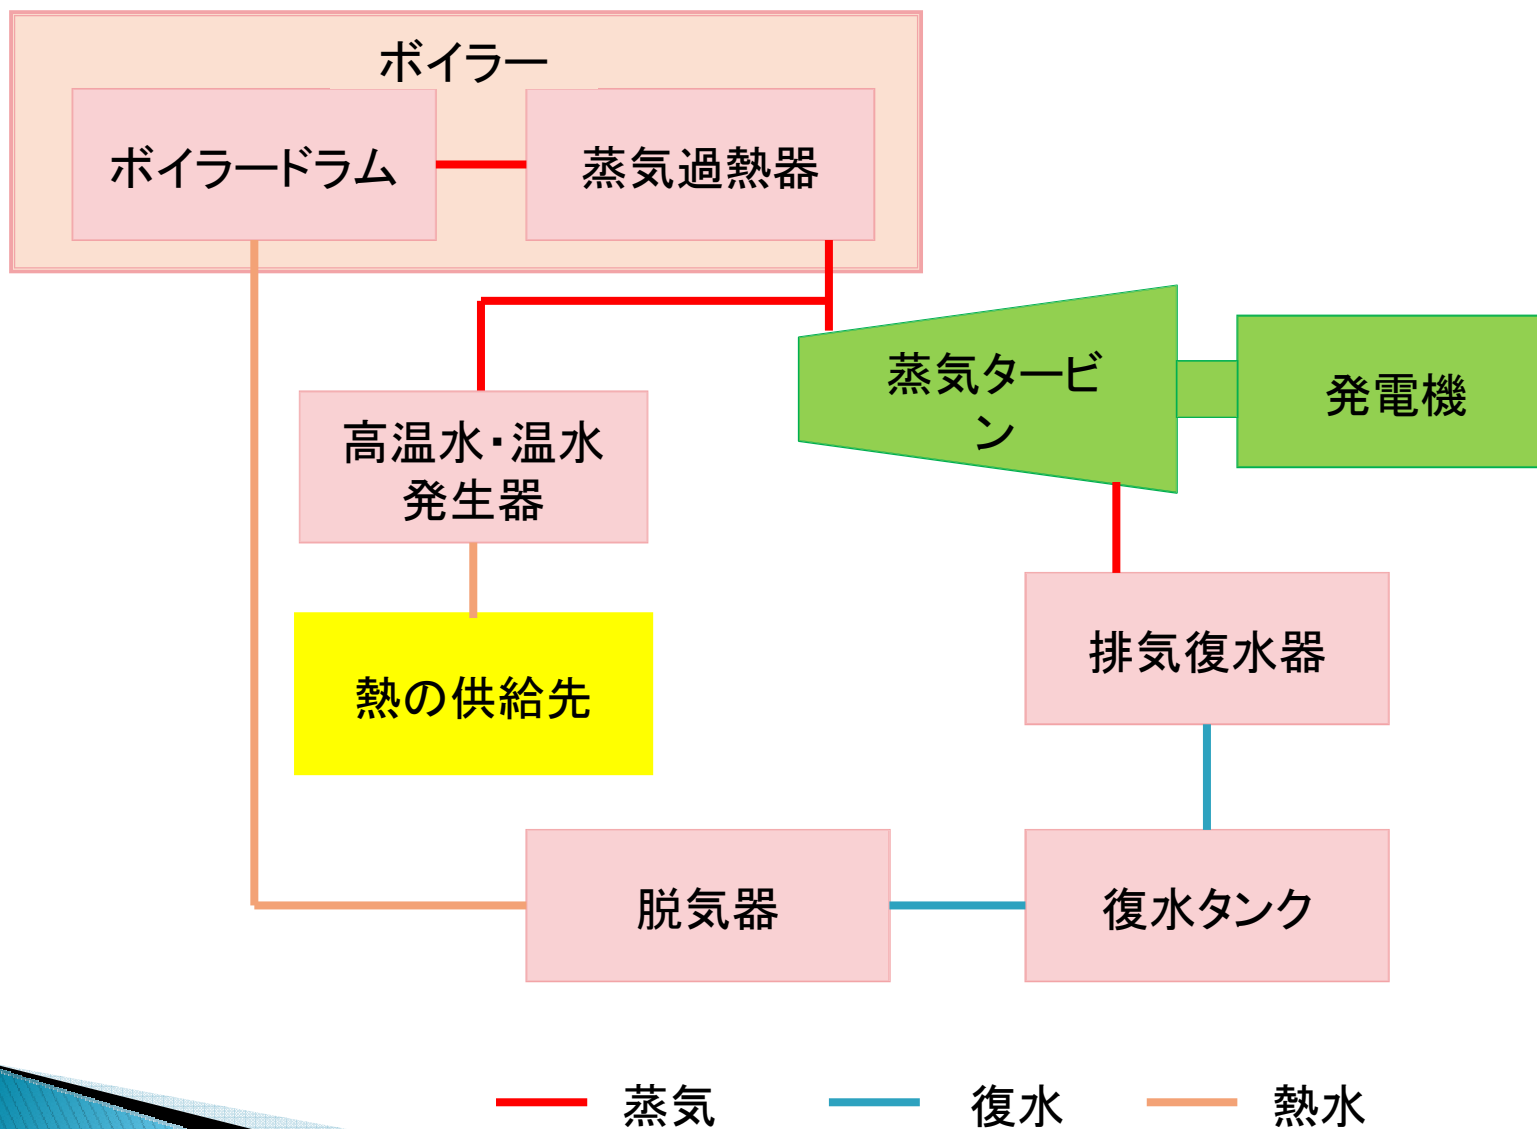 ボイラー
ボイラードラム
蒸気過熱器
蒸気タービ
ン
発電機
高温水・温水
発生器
排気復水器
熱の供給先
脱気器
復水タンク
蒸気
復水
熱水